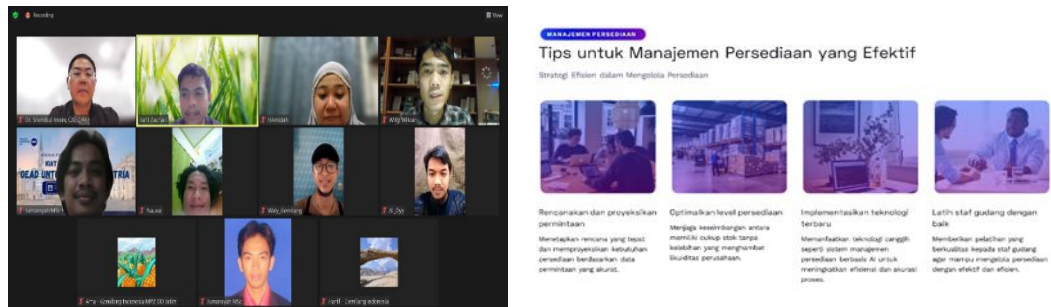 Recording
View
Hamidah
Nausal
Way_Gemilang
MANAJEMEN PERSEDIAAN
Tips untuk Manajemen Persediaan yang Efektif
Strategi Efisien dalam Mengelola Persediaan
Rencanakan dan proyeksikan
permintaan
Menetapkan rencana yang tepat
dan memproyeksikan kebutuhan
persediaan berdasarkan data
permintaan yang akurat.
Optimalkan level persediaan
Menjaga keseimbangan antara
memiliki cukup stok tanpa
kelebihan yang menghambat
likuiditas perusahaan.
Implementasikan teknologi
terbaru
Memanfaatkan teknologi canggih
seperti sistem manajemen
persediaan berbasis AI untuk
meningkatkan efisiensi dan akurasi
proses.
Latih staf gudang dengan
baik
Memberikan pelatihan yang
berkualitas kepada staf gudang
agar mampu mengelola persediaan
dengan efektif dan efisien.